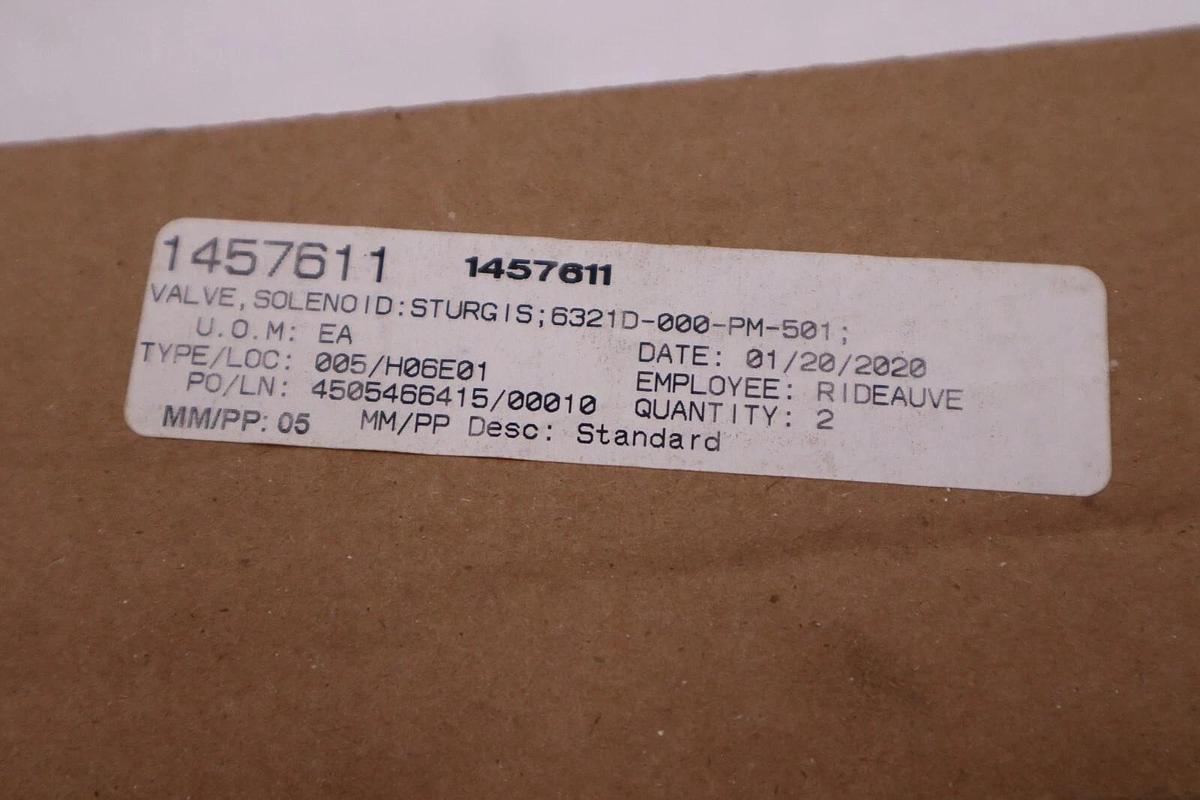 1457611 1457611
VALVE,SOLENOID:STURGIS;6321D-000-PM-501;
U.O.M: EA DATE: 01/20/2020
TYPE/LOC: 005/H06E01 EMPLOYEE: RIDEAUVE
PO/LN: 4505466415/00010 QUANTITY: 2
MM/PP: 05 MM/PP Desc: Standard